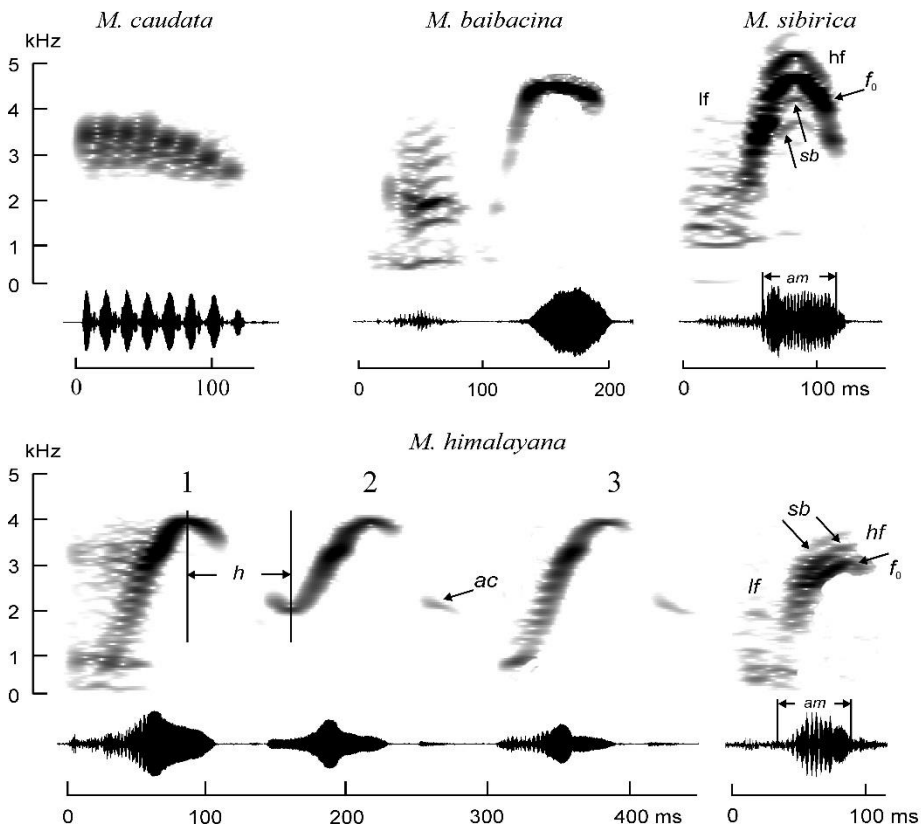 M. caudata M. baibacina M. sibirica
kHz
5
4
3
2
1
0
lf hf f₀
sb
am
0 100 0 100 200 0 100 ms
M. himalayana
kHz
5
4
3
2
1
0
1 2 3
h ac
sb hf
f₀
lf
am
0 100 200 300 400 ms 0 100 ms